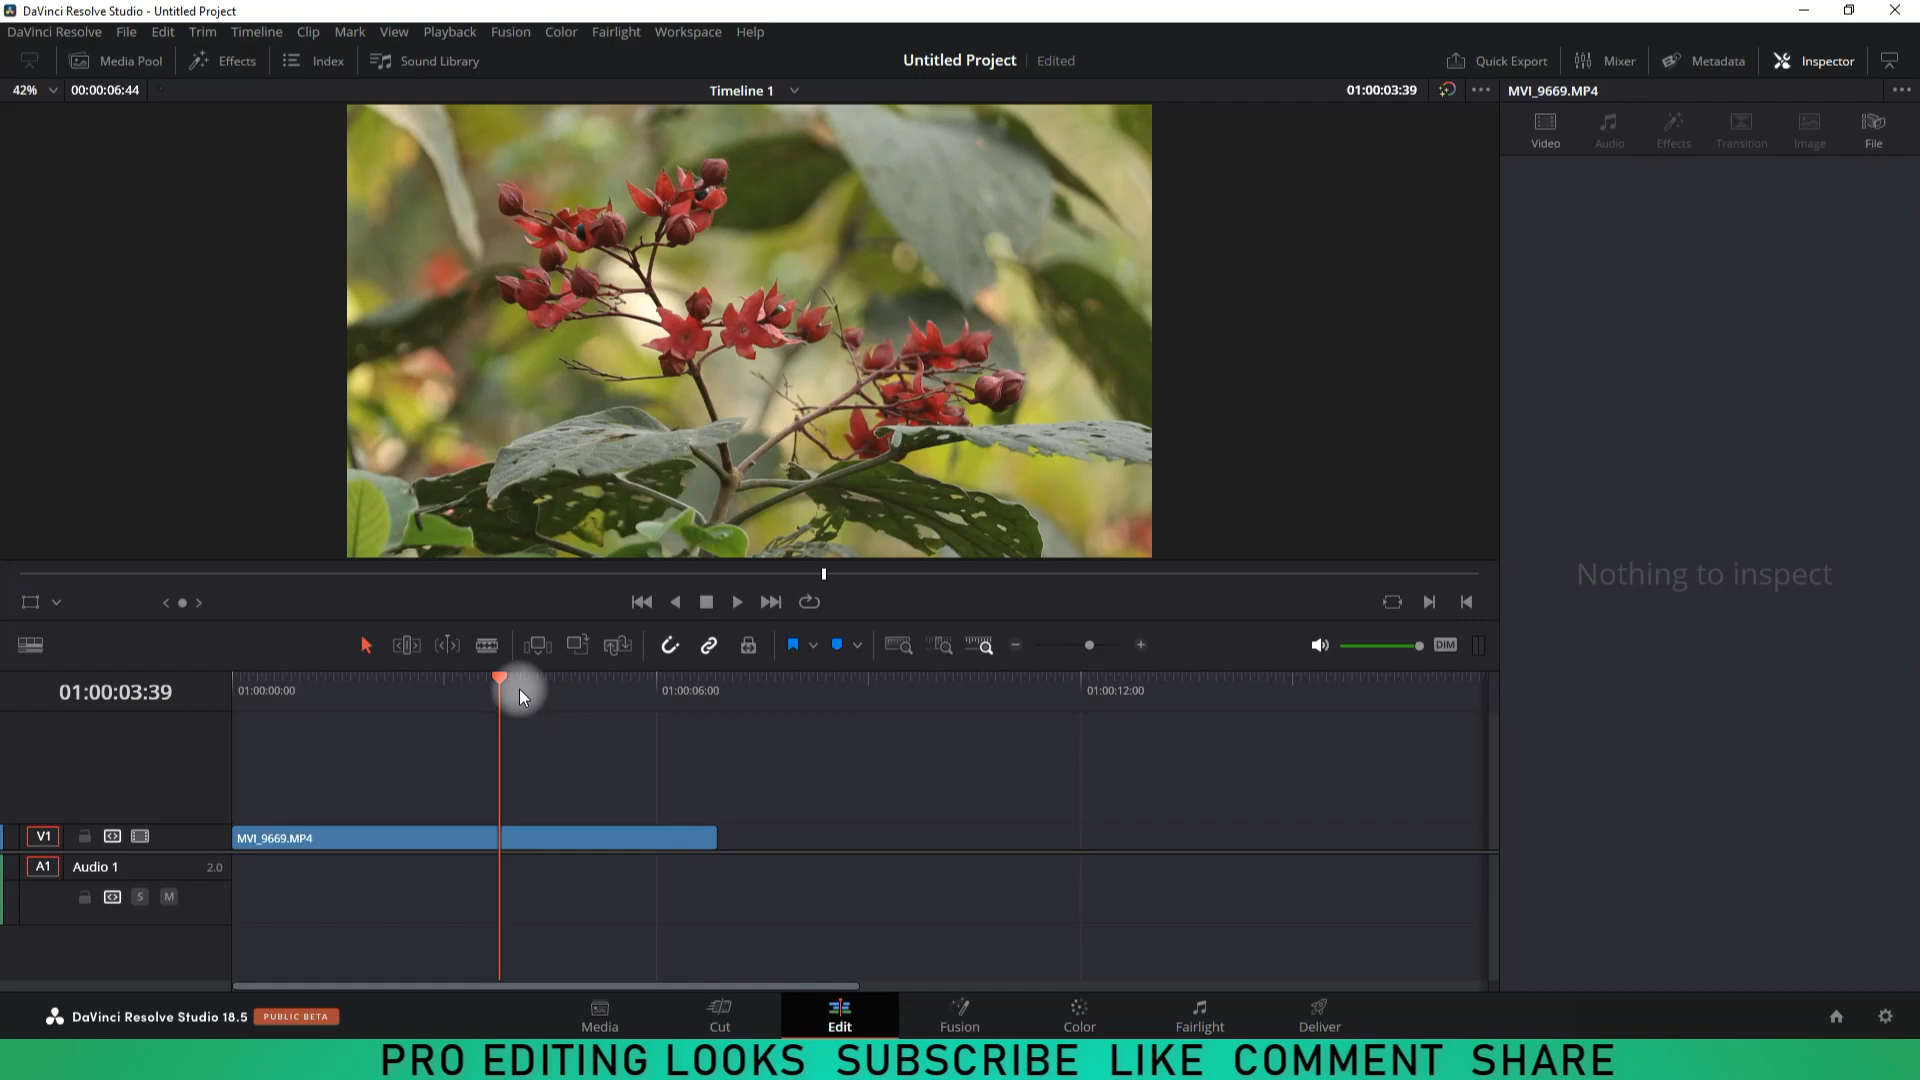 DaVinci Resolve Studio - Untitled Project
DaVinci Resolve File Edit Trim Timeline Clip Mark View Playback Fusion Color Fairlight Workspace Help
Media Pool Effects Index Sound Library Untitled Project Edited Quick Export Mixer Metadata Inspector
42% 00:00:06:44 Timeline 1 01:00:03:39 MVI_9669.MP4
Video Audio Effects Transition Image File
Nothing to inspect
DIM
01:00:03:39 01:00:00:00 01:00:06:00 01:00:12:00
V1 MVI_9669.MP4
A1 Audio 1 2.0
S M
DaVinci Resolve Studio 18.5 PUBLIC BETA Media Cut Edit Fusion Color Fairlight Deliver
PRO EDITING LOOKS SUBSCRIBE LIKE COMMENT SHARE